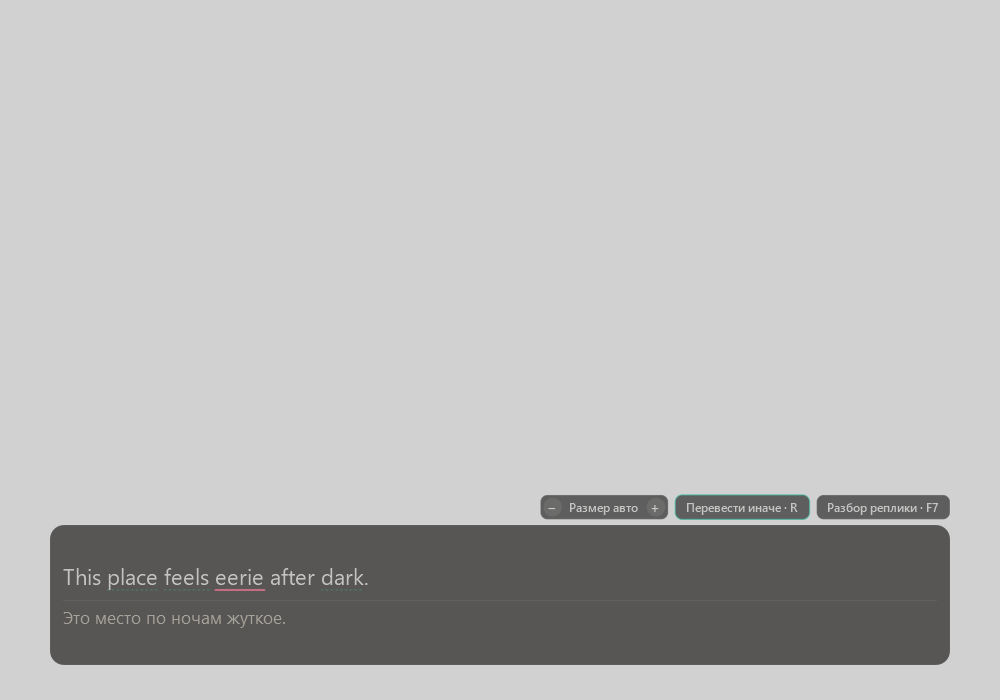 − Размер авто + Перевести иначе · R Разбор реплики · F7
This place feels eerie after dark.
Это место по ночам жуткое.